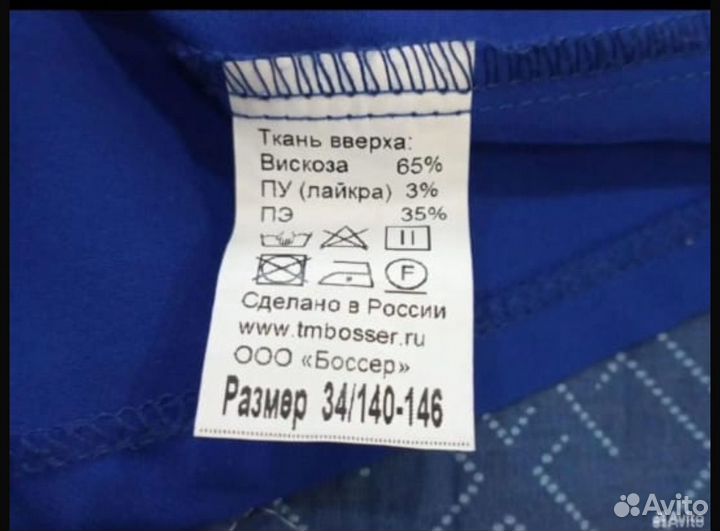 Ткань вверха:
Вискоза 65%
ПУ (лайкра) 3%
ПЭ 35%
F
Сделано в России
www.tmbosser.ru
ООО «Боссер»
Размер 34/140-146
Avito
Avito